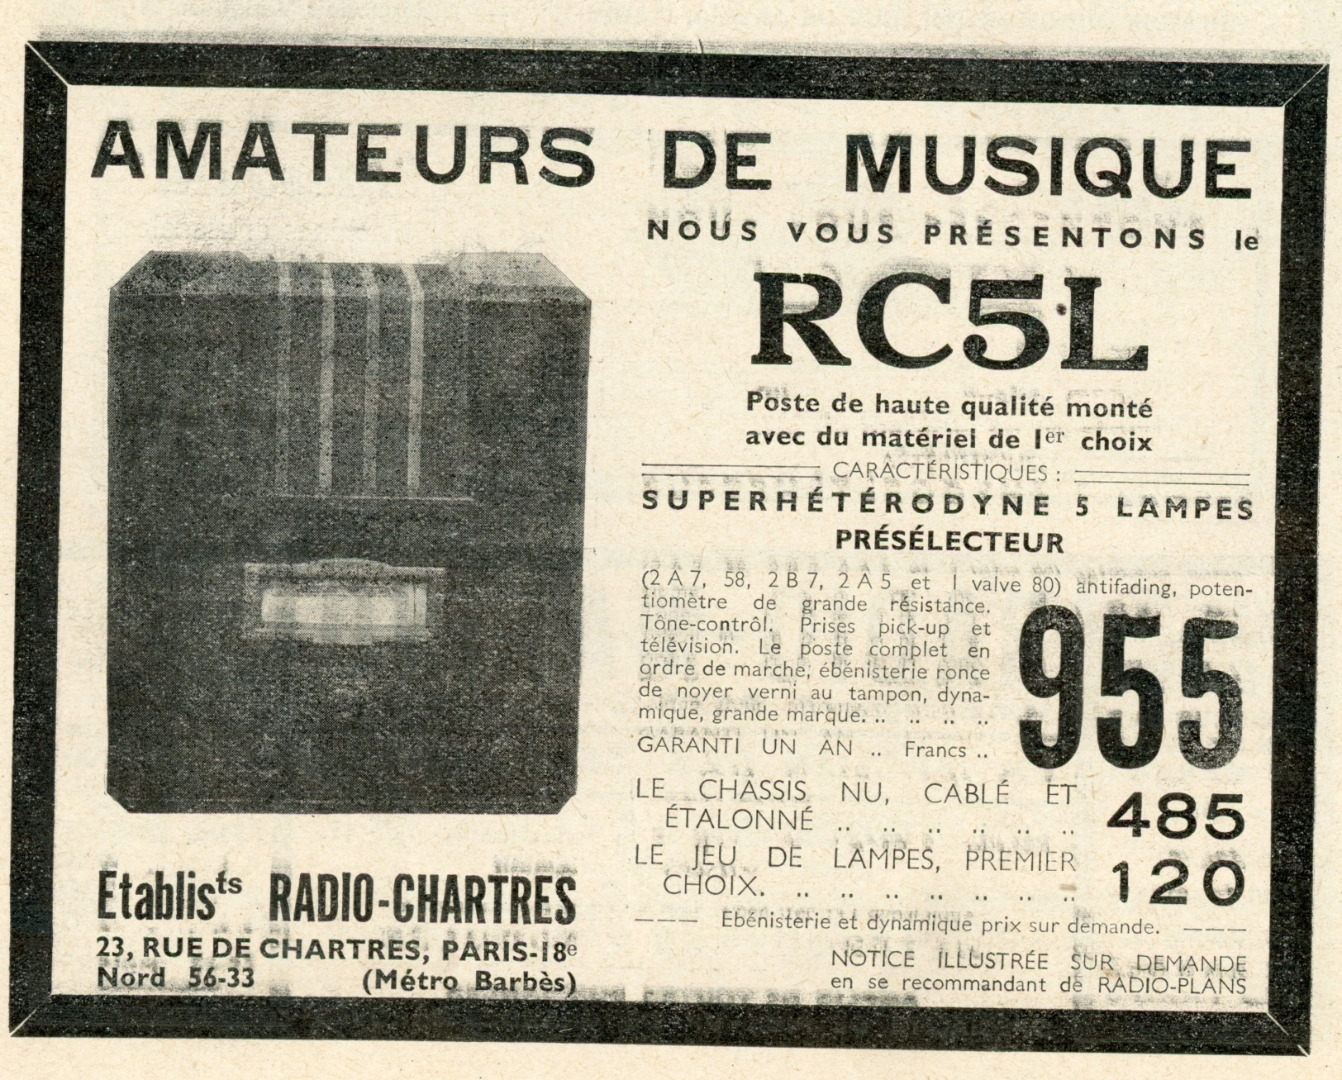 AMATEURS DE MUSIQUE
NOUS VOUS PRÉSENTONS le
RC5L
Poste de haute qualité monté
avec du matériel de 1er choix
CARACTÉRISTIQUES :
SUPERHÉTÉRODYNE 5 LAMPES
PRÉSÉLECTEUR
(2 A 7, 58, 2 B 7, 2 A 5 et 1 valve 80) antifading, poten-
tiomètre de grande résistance.
Tône-contrôl. Prises pick-up et
télévision. Le poste complet en
ordre de marche, ébénisterie ronce
de noyer verni au tampon, dyna-
mique, grande marque. .. .. .. ..
GARANTI UN AN .. Francs ..
955
LE CHASSIS NU, CABLÉ ET
ÉTALONNÉ .. .. .. .. .. .. 485
LE JEU DE LAMPES, PREMIER
CHOIX. .. .. .. .. .. .. .. 120
Ebénisterie et dynamique prix sur demande.
NOTICE ILLUSTRÉE SUR DEMANDE
en se recommandant de RADIO-PLANS
Etablists RADIO-CHARTRES
23, RUE DE CHARTRES, PARIS-18e
Nord 56-33 (Métro Barbès)